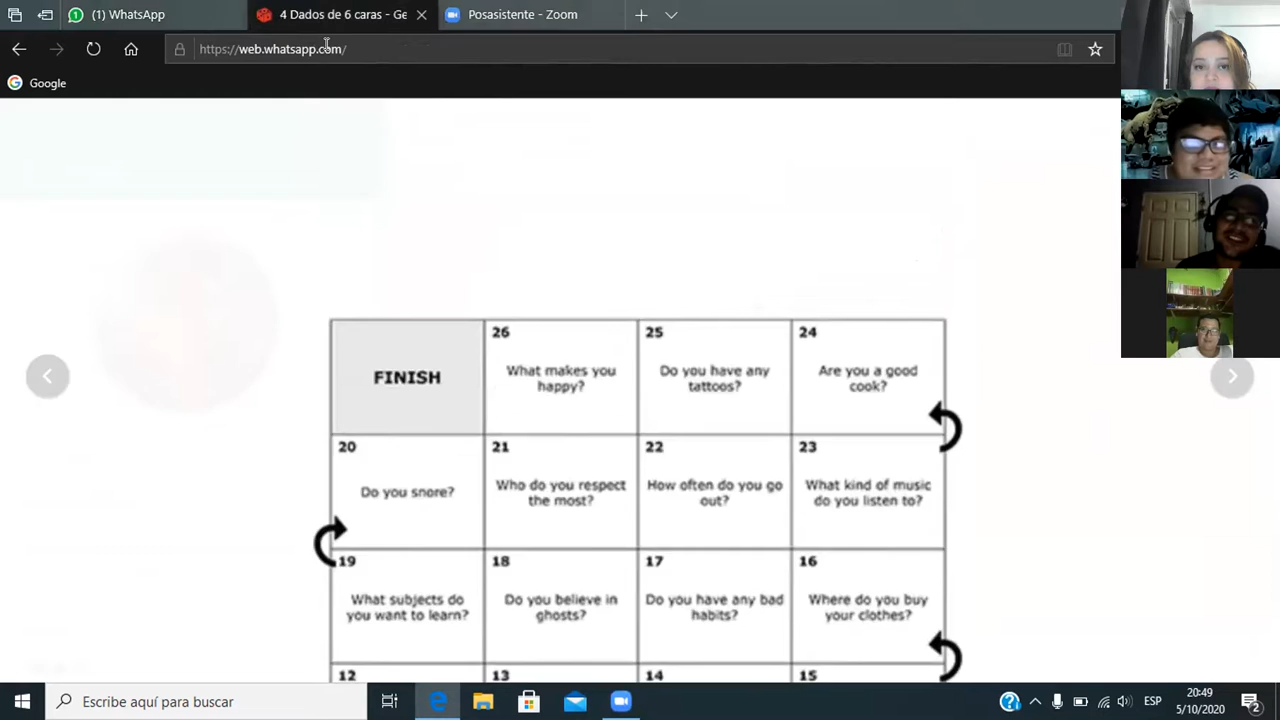 (1) WhatsApp
4 Dados de 6 caras - Ge
Posasistente - Zoom
https://web.whatsapp.com/
Google
FINISH
26
What makes you
happy?
25
Do you have any
tattoos?
24
Are you a good
cook?
20
Do you snore?
21
Who do you respect
the most?
22
How often do you go
out?
23
What kind of music
do you listen to?
19
What subjects do
you want to learn?
18
Do you believe in
ghosts?
17
Do you have any bad
habits?
16
Where do you buy
your clothes?
12
13
14
15
Escribe aquí para buscar
ESP
20:49
5/10/2020
2